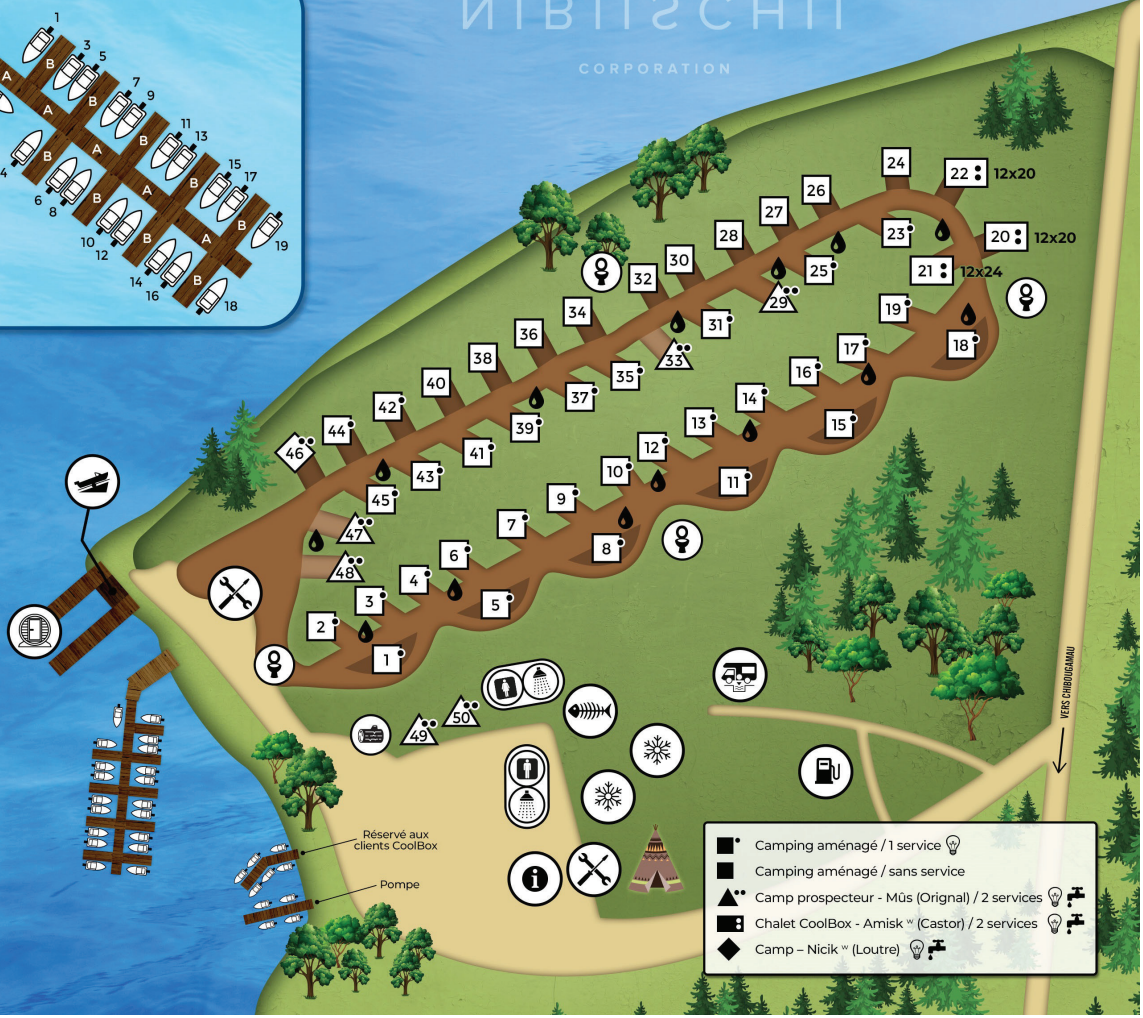 NIBIISCHII
CORPORATION
1
3
5
7
9
11
13
15
17
19
4
6
8
10
12
14
16
18
A
A
A
A
A
B
B
B
B
B
B
B
B
B
24
22 12x20
26
27
23
20 12x20
28
30
25
21 12x24
32
29
19
34
31
18
36
33
17
38
35
16
40
37
14
15
42
39
13
44
41
12
46
43
10
11
45
9
47
7
8
48
6
4
5
3
2
1
50
49
VERS CHIBOUGAMAU
Réservé aux
clients CoolBox
Pompe
i
Camping aménagé / 1 service
Camping aménagé / sans service
Camp prospecteur - Mûs (Orignal) / 2 services
Chalet CoolBox - Amisk ʷ (Castor) / 2 services
Camp – Nicik ʷ (Loutre)